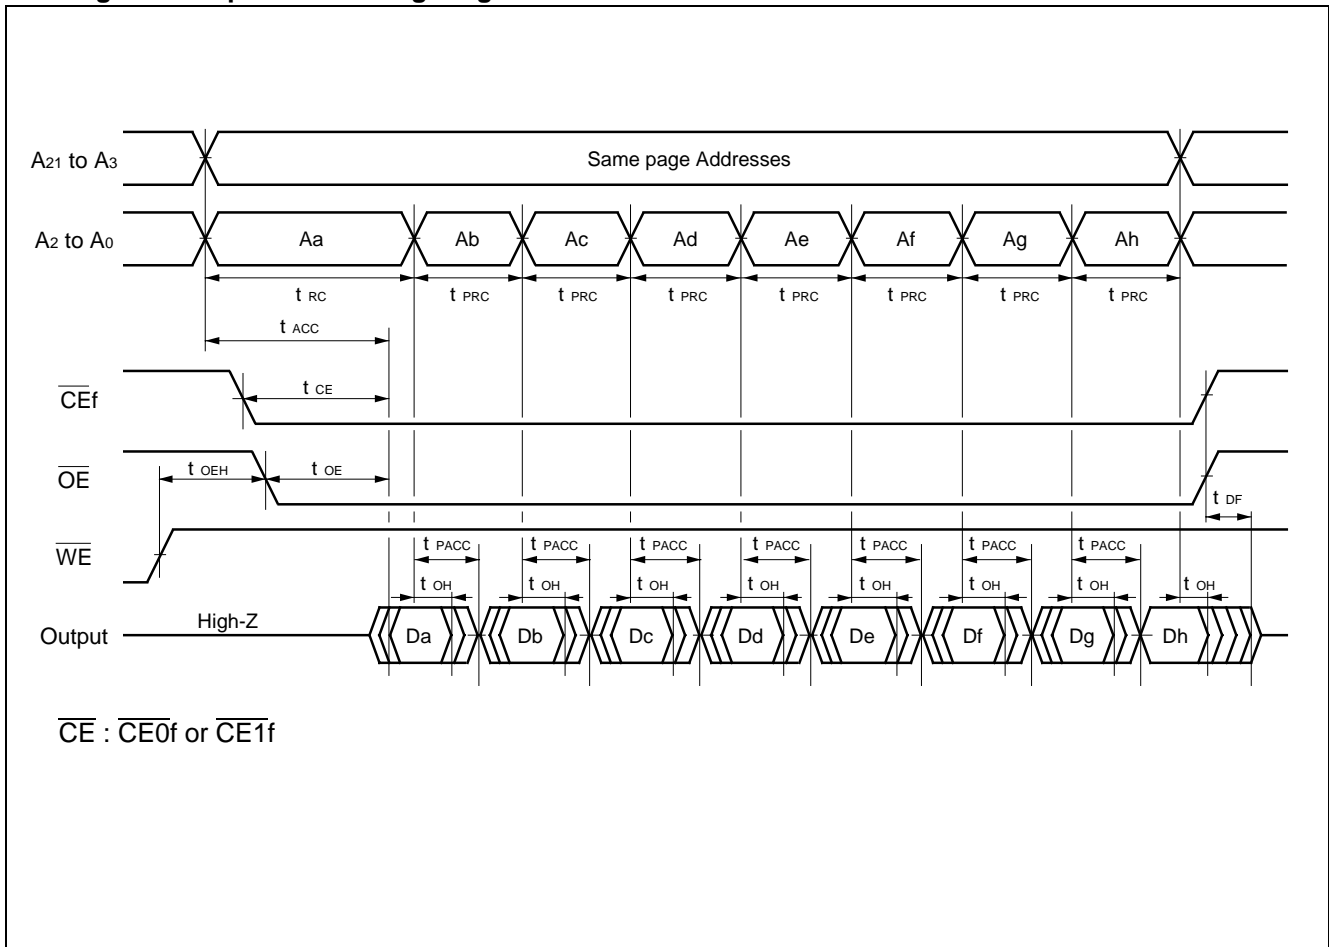 A21 to A3
Same page Addresses
A2 to A0
Aa Ab Ac Ad Ae Af Ag Ah
t RC t PRC t PRC t PRC t PRC t PRC t PRC t PRC
t ACC
CEf
t CE
OE
t OEH t OE
t DF
WE
t PACC t PACC t PACC t PACC t PACC t PACC t PACC
t OH t OH t OH t OH t OH t OH t OH t OH
Output
High-Z
Da Db Dc Dd De Df Dg Dh
CE : CE0f or CE1f